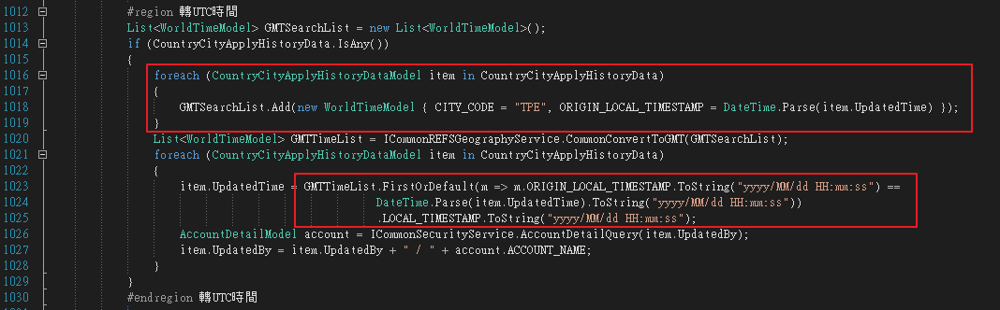 1012 #region 轉UTC時間
1013 List<WorldTimeModel> GMTSearchList = new List<WorldTimeModel>();
1014 if (CountryCityApplyHistoryData.IsAny())
1015 {
1016 foreach (CountryCityApplyHistoryDataModel item in CountryCityApplyHistoryData)
1017 {
1018 GMTSearchList.Add(new WorldTimeModel { CITY_CODE = "TPE", ORIGIN_LOCAL_TIMESTAMP = DateTime.Parse(item.UpdatedTime) });
1019 }
1020 List<WorldTimeModel> GMTTimeList = ICommonREFSGeographyService.CommonConvertToGMT(GMTSearchList);
1021 foreach (CountryCityApplyHistoryDataModel item in CountryCityApplyHistoryData)
1022 {
1023 item.UpdatedTime = GMTTimeList.FirstOrDefault(m => m.ORIGIN_LOCAL_TIMESTAMP.ToString("yyyy/MM/dd HH:mm:ss") ==
1024 DateTime.Parse(item.UpdatedTime).ToString("yyyy/MM/dd HH:mm:ss"))
1025 .LOCAL_TIMESTAMP.ToString("yyyy/MM/dd HH:mm:ss");
1026 AccountDetailModel account = ICommonSecurityService.AccountDetailQuery(item.UpdatedBy);
1027 item.UpdatedBy = item.UpdatedBy + " / " + account.ACCOUNT_NAME;
1028 }
1029 }
1030 #endregion 轉UTC時間